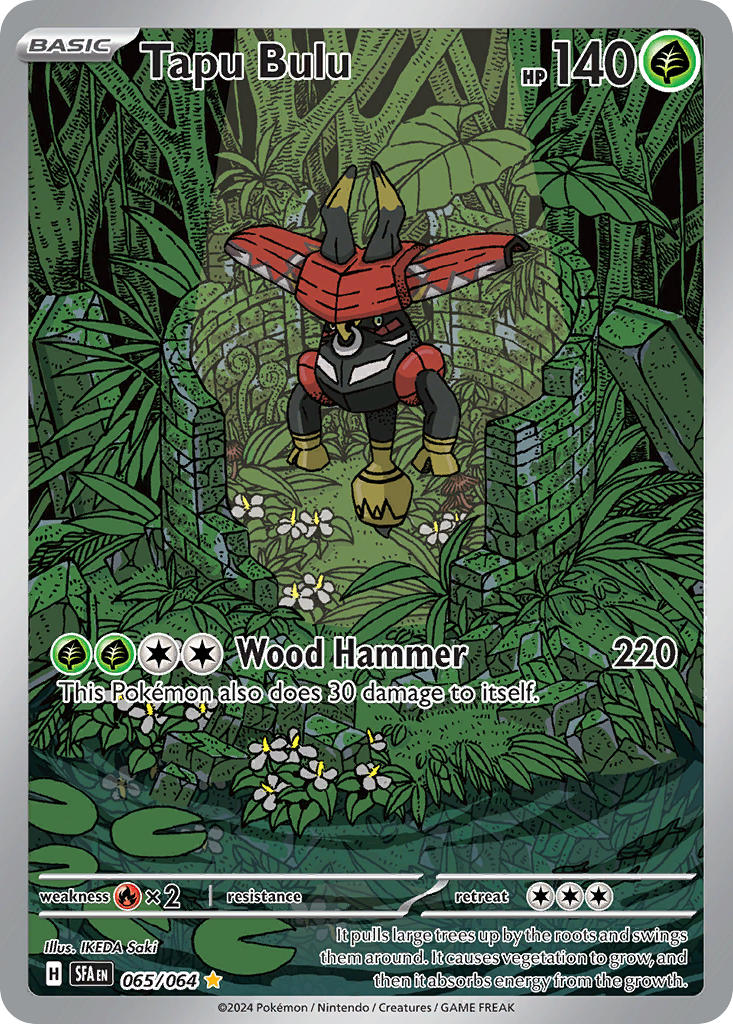 BASIC Tapu Bulu HP 140
Wood Hammer 220
This Pokémon also does 30 damage to itself.
weakness ×2 resistance retreat
Illus. IKEDA Saki
It pulls large trees up by the roots and swings
them around. It causes vegetation to grow, and
then it absorbs energy from the growth.
H SFA EN 065/064
©2024 Pokémon / Nintendo / Creatures / GAME FREAK